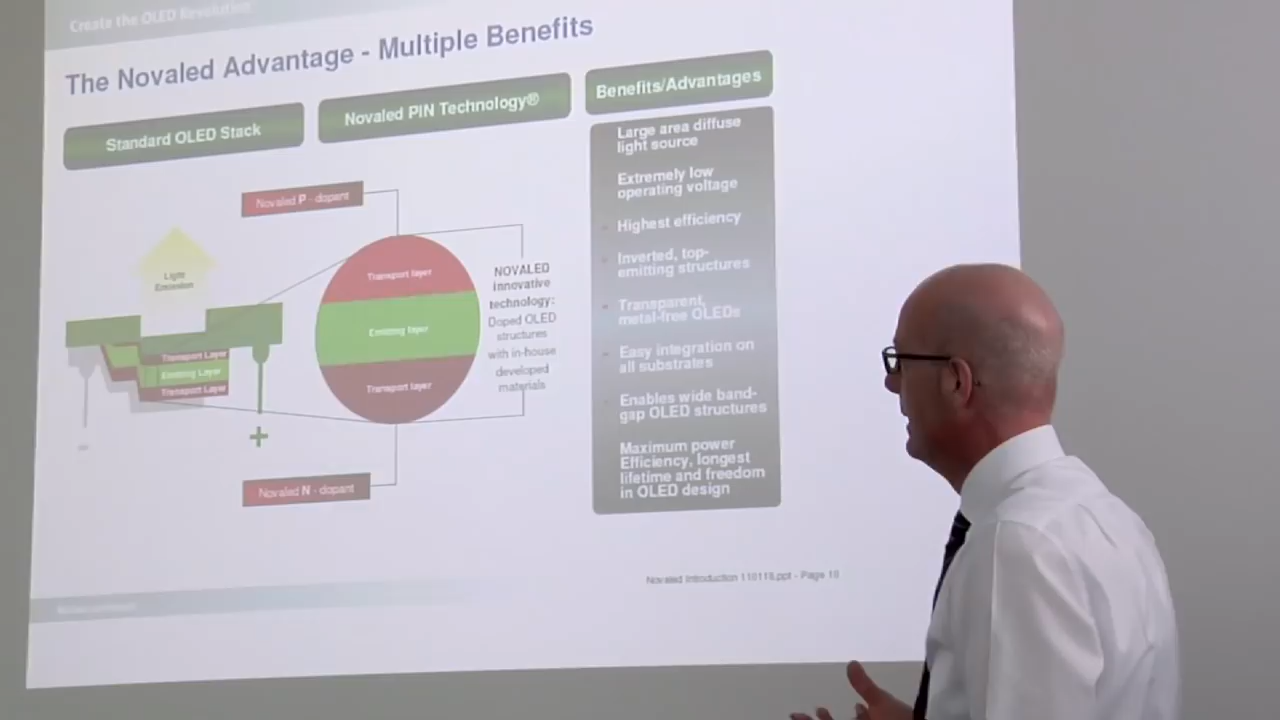 Create the OLED Revolution
The Novaled Advantage - Multiple Benefits
Standard OLED Stack
Novaled PIN Technology®
Benefits/Advantages
Novaled P - dopant
Light
Emission
Transport Layer
Emitting Layer
Transport Layer
+
Transport layer
Emitting layer
Transport layer
Novaled N - dopant
NOVALED
innovative
technology:
Doped OLED
structures
with in-house
developed
materials
Large area diffuse
light source
Extremely low
operating voltage
Highest efficiency
Inverted, top-
emitting structures
Transparent,
metal-free OLEDs
Easy integration on
all substrates
Enables wide band-
gap OLED structures
Maximum power
Efficiency, longest
lifetime and freedom
in OLED design
Novaled Introduction 110118.ppt - Page 10